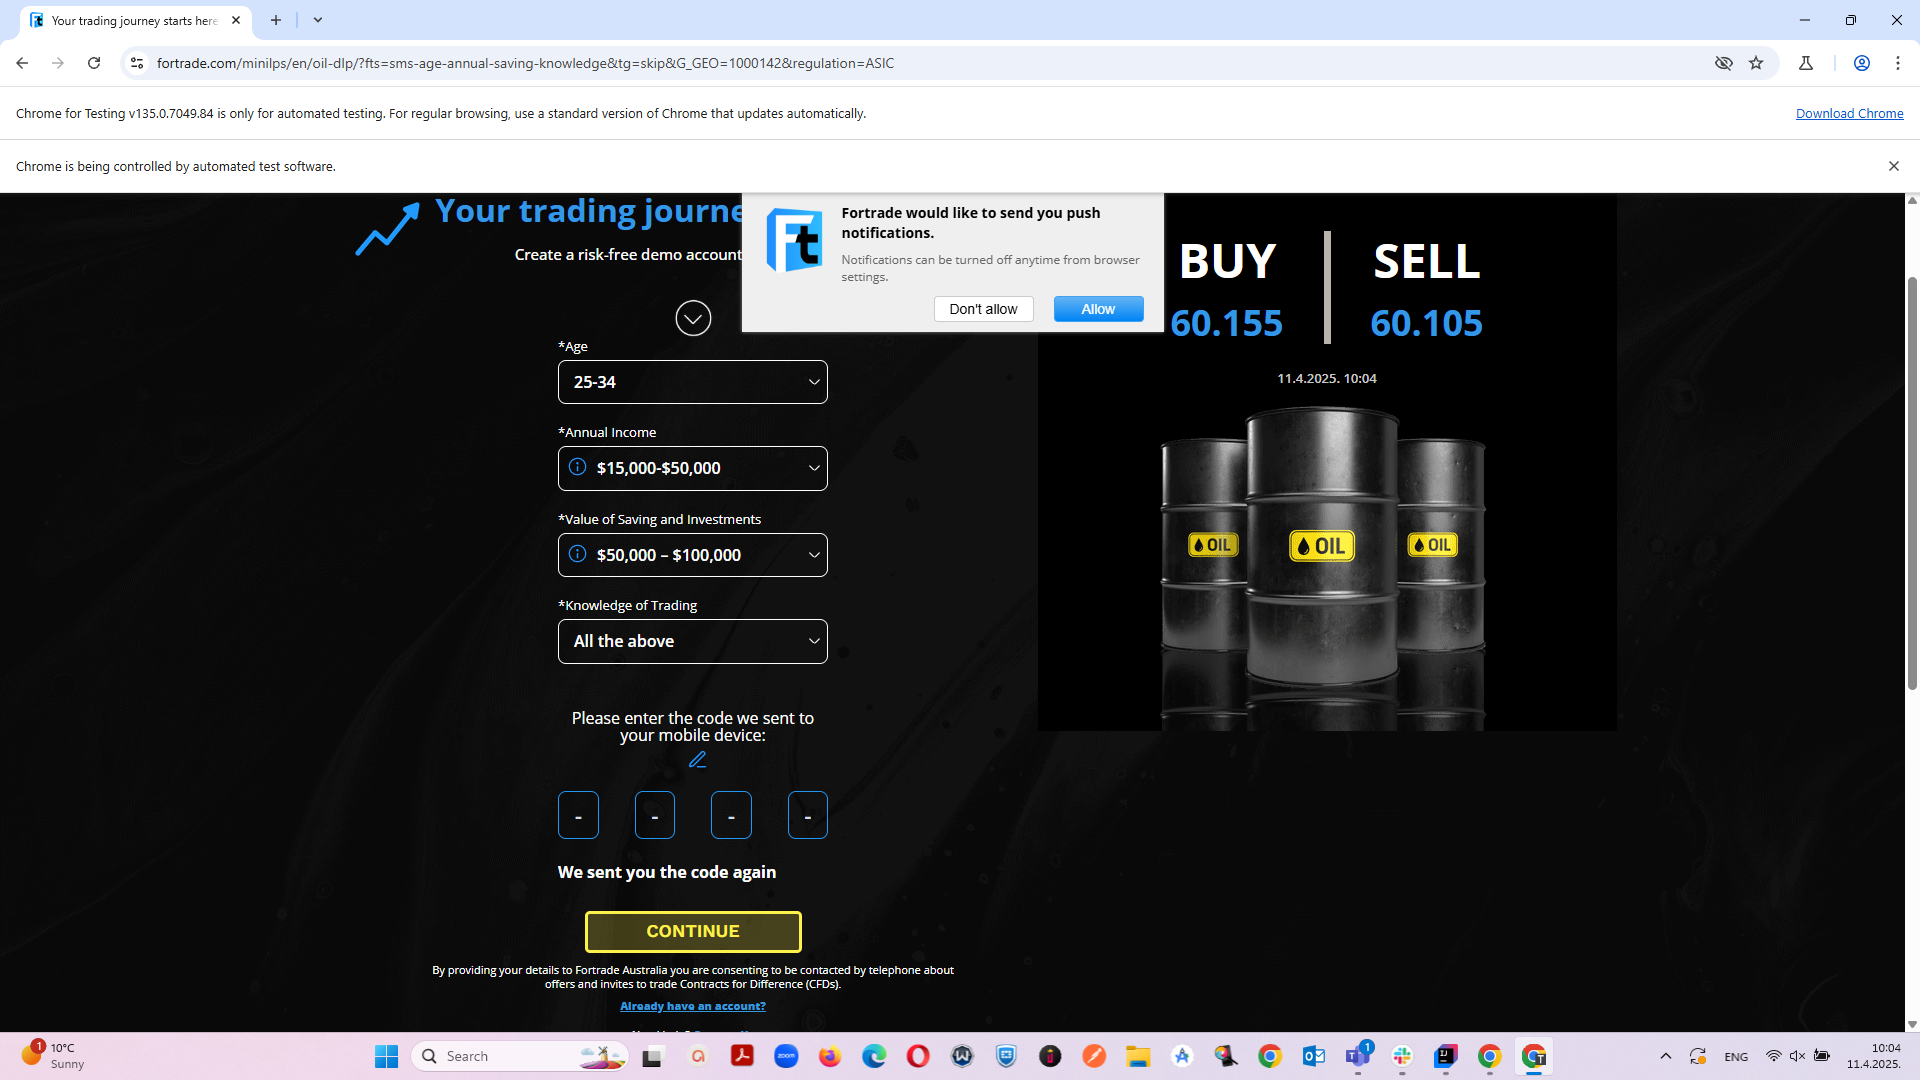 Your trading journey starts here
fortrade.com/minilps/en/oil-dlp/?fts=sms-age-annual-saving-knowledge&tg=skip&G_GEO=1000142&regulation=ASIC
Chrome for Testing v135.0.7049.84 is only for automated testing. For regular browsing, use a standard version of Chrome that updates automatically.
Download Chrome
Chrome is being controlled by automated test software.
Your trading journe
Create a risk-free demo account
Ft
Fortrade would like to send you push
notifications.
Notifications can be turned off anytime from browser
settings.
Don't allow
Allow
BUY
SELL
60.155
60.105
11.4.2025. 10:04
OIL
OIL
OIL
*Age
25-34
*Annual Income
$15,000-$50,000
*Value of Saving and Investments
$50,000 – $100,000
*Knowledge of Trading
All the above
Please enter the code we sent to
your mobile device:
- - - -
We sent you the code again
CONTINUE
By providing your details to Fortrade Australia you are consenting to be contacted by telephone about
offers and invites to trade Contracts for Difference (CFDs).
Already have an account?
1
10°C
Sunny
Search
zoom
1
ENG
10:04
11.4.2025.